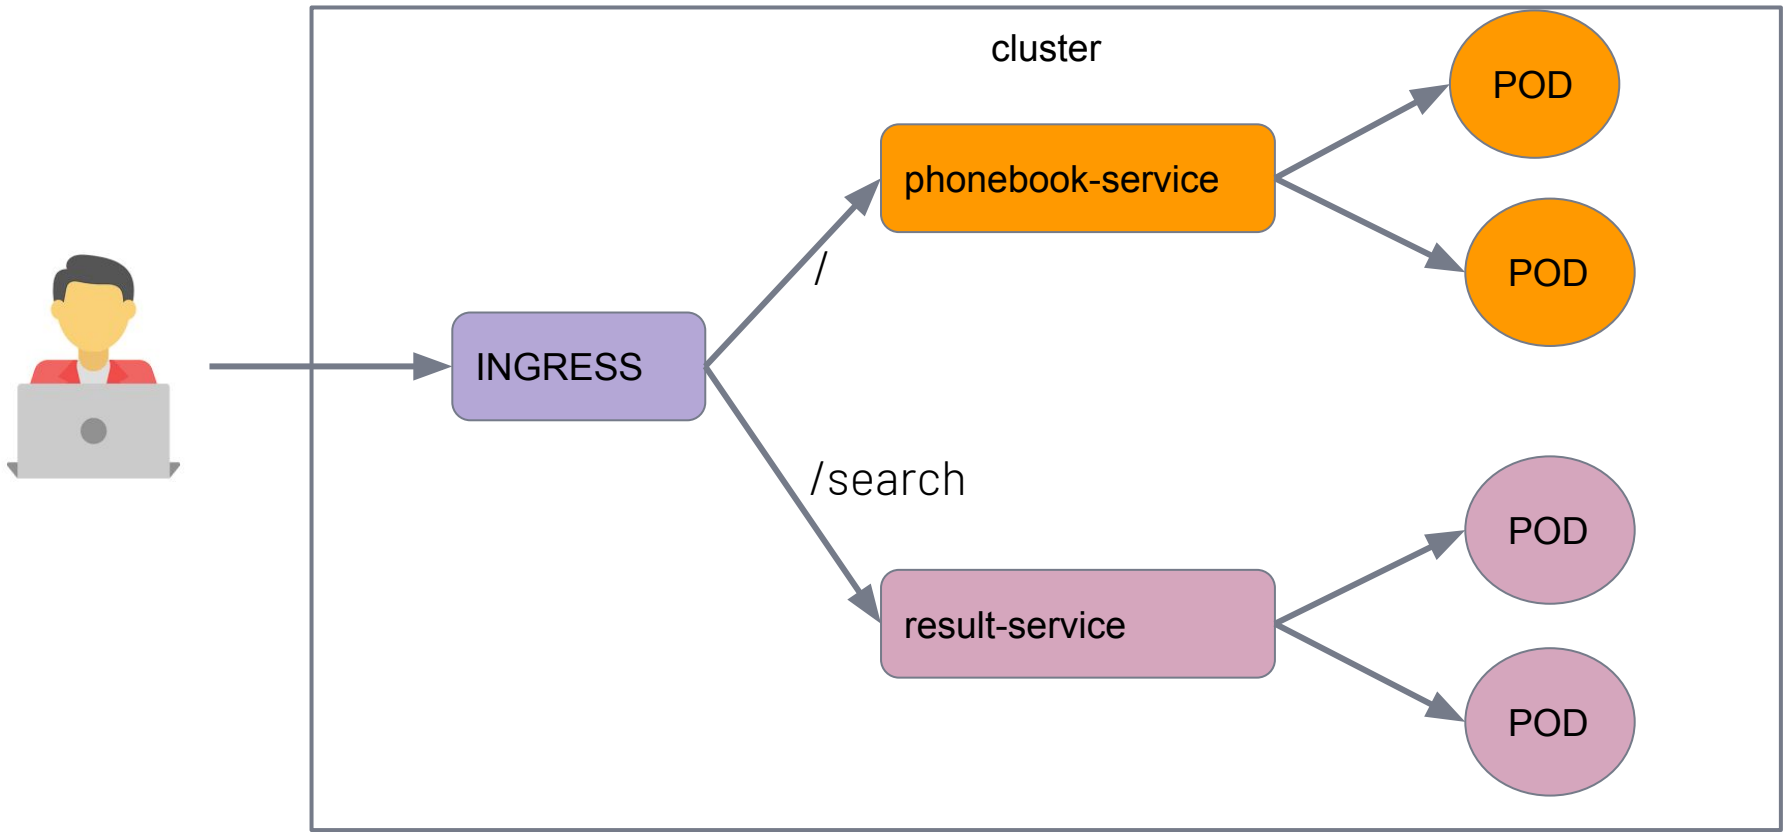 cluster
POD
phonebook-service
/
POD
INGRESS
/search
POD
result-service
POD